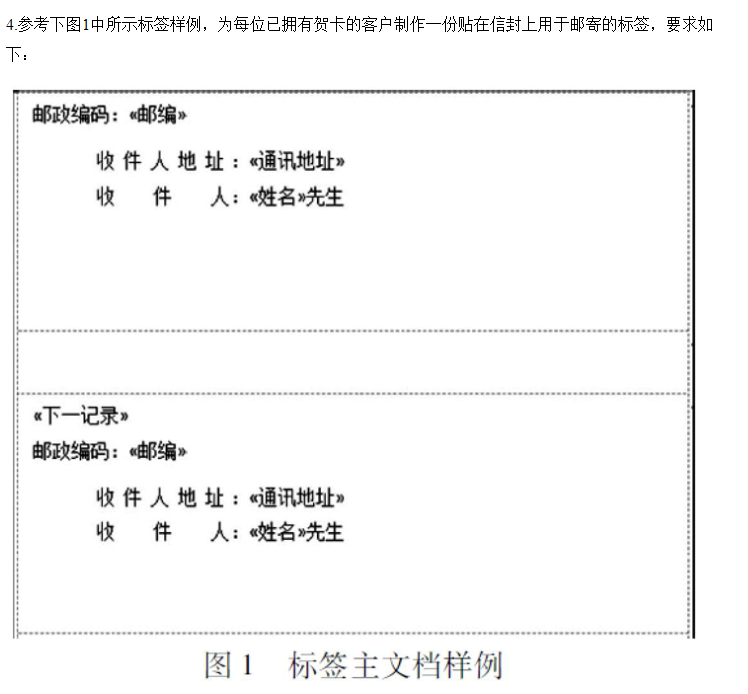 4.参考下图1中所示标签样例，为每位已拥有贺卡的客户制作一份贴在信封上用于邮寄的标签，要求如
下：
邮政编码：«邮编»
收件人地址：«通讯地址»
收件人：«姓名»先生
«下一记录»
邮政编码：«邮编»
收件人地址：«通讯地址»
收件人：«姓名»先生
图1 标签主文档样例